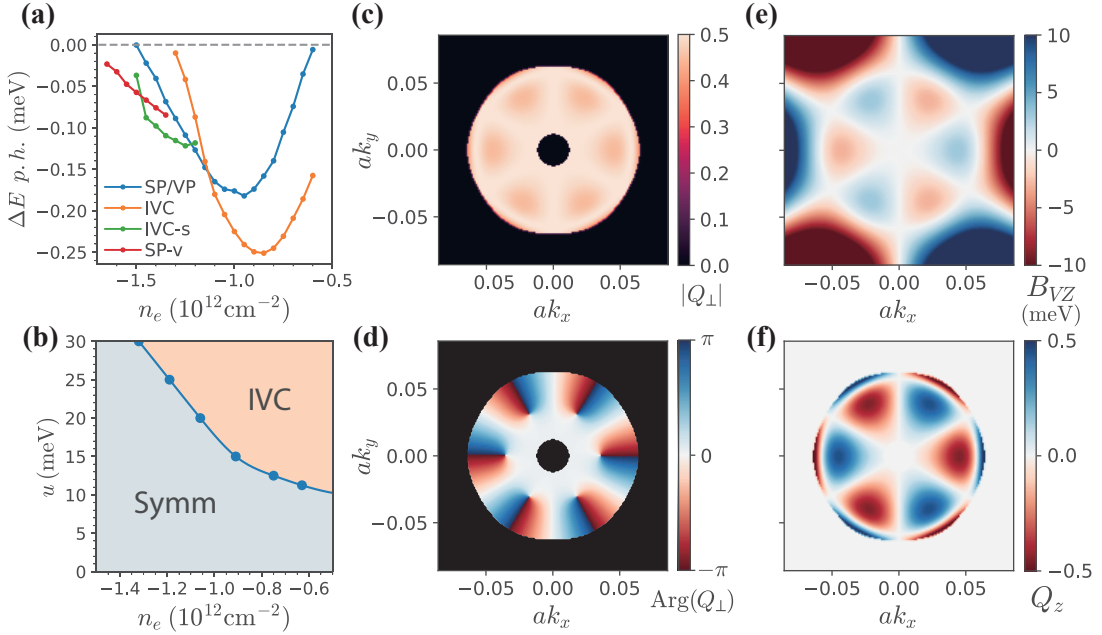 (a)
0.00
−0.05
−0.10
−0.15
−0.20
−0.25
ΔE p. h. (meV)
SP/VP
IVC
IVC-s
SP-v
−1.5
−1.0
−0.5
n_e (10^12 cm^−2)
(b)
30
25
20
15
10
5
0
u (meV)
IVC
Symm
−1.4
−1.2
−1.0
−0.8
−0.6
n_e (10^12 cm^−2)
(c)
0.05
0.00
−0.05
ak_y
0.05
0.00
0.05
ak_x
0.5
0.4
0.3
0.2
0.1
0.0
|Q_⊥|
(d)
0.05
0.00
−0.05
ak_y
−0.05
0.00
0.05
ak_x
π
0
−π
Arg(Q_⊥)
(e)
−0.05
0.00
0.05
ak_x
10
5
0
−5
−10
B_VZ
(meV)
(f)
−0.05
0.00
0.05
ak_x
0.5
0.0
−0.5
Q_z